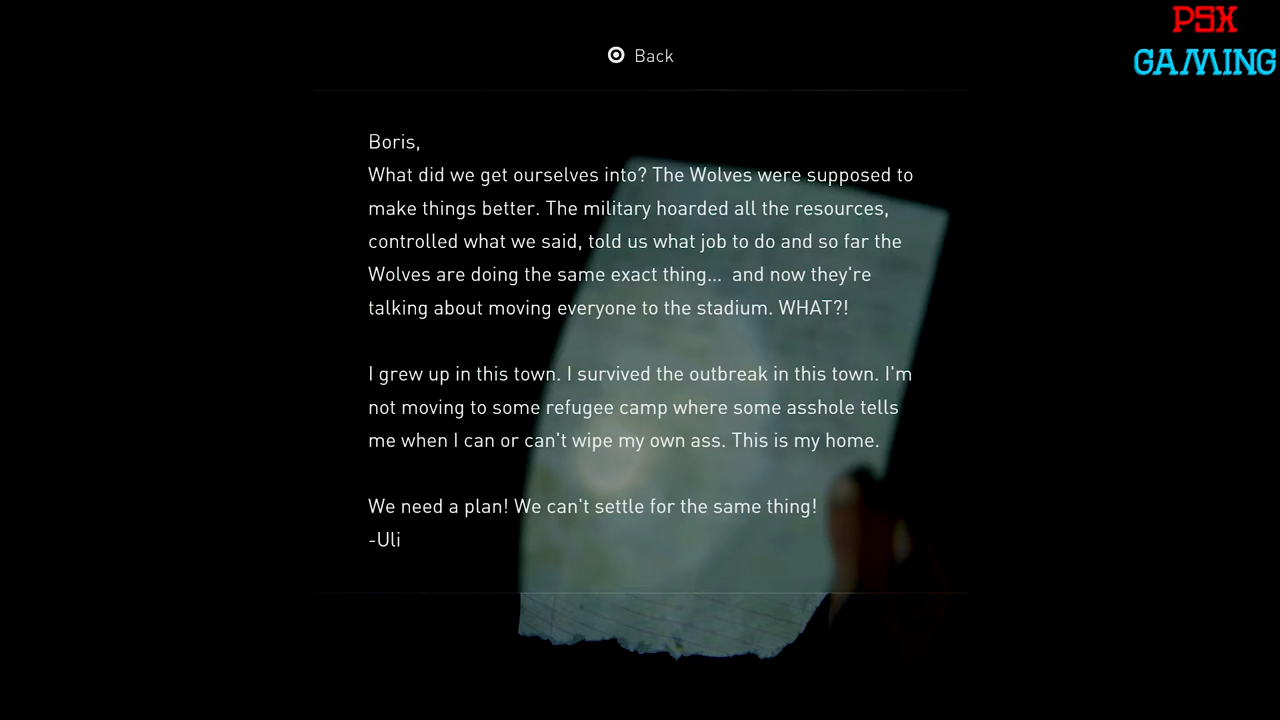 PSX
GAMING
Back
Boris,
What did we get ourselves into? The Wolves were supposed to
make things better. The military hoarded all the resources,
controlled what we said, told us what job to do and so far the
Wolves are doing the same exact thing... and now they're
talking about moving everyone to the stadium. WHAT?!
I grew up in this town. I survived the outbreak in this town. I'm
not moving to some refugee camp where some asshole tells
me when I can or can't wipe my own ass. This is my home.
We need a plan! We can't settle for the same thing!
-Uli